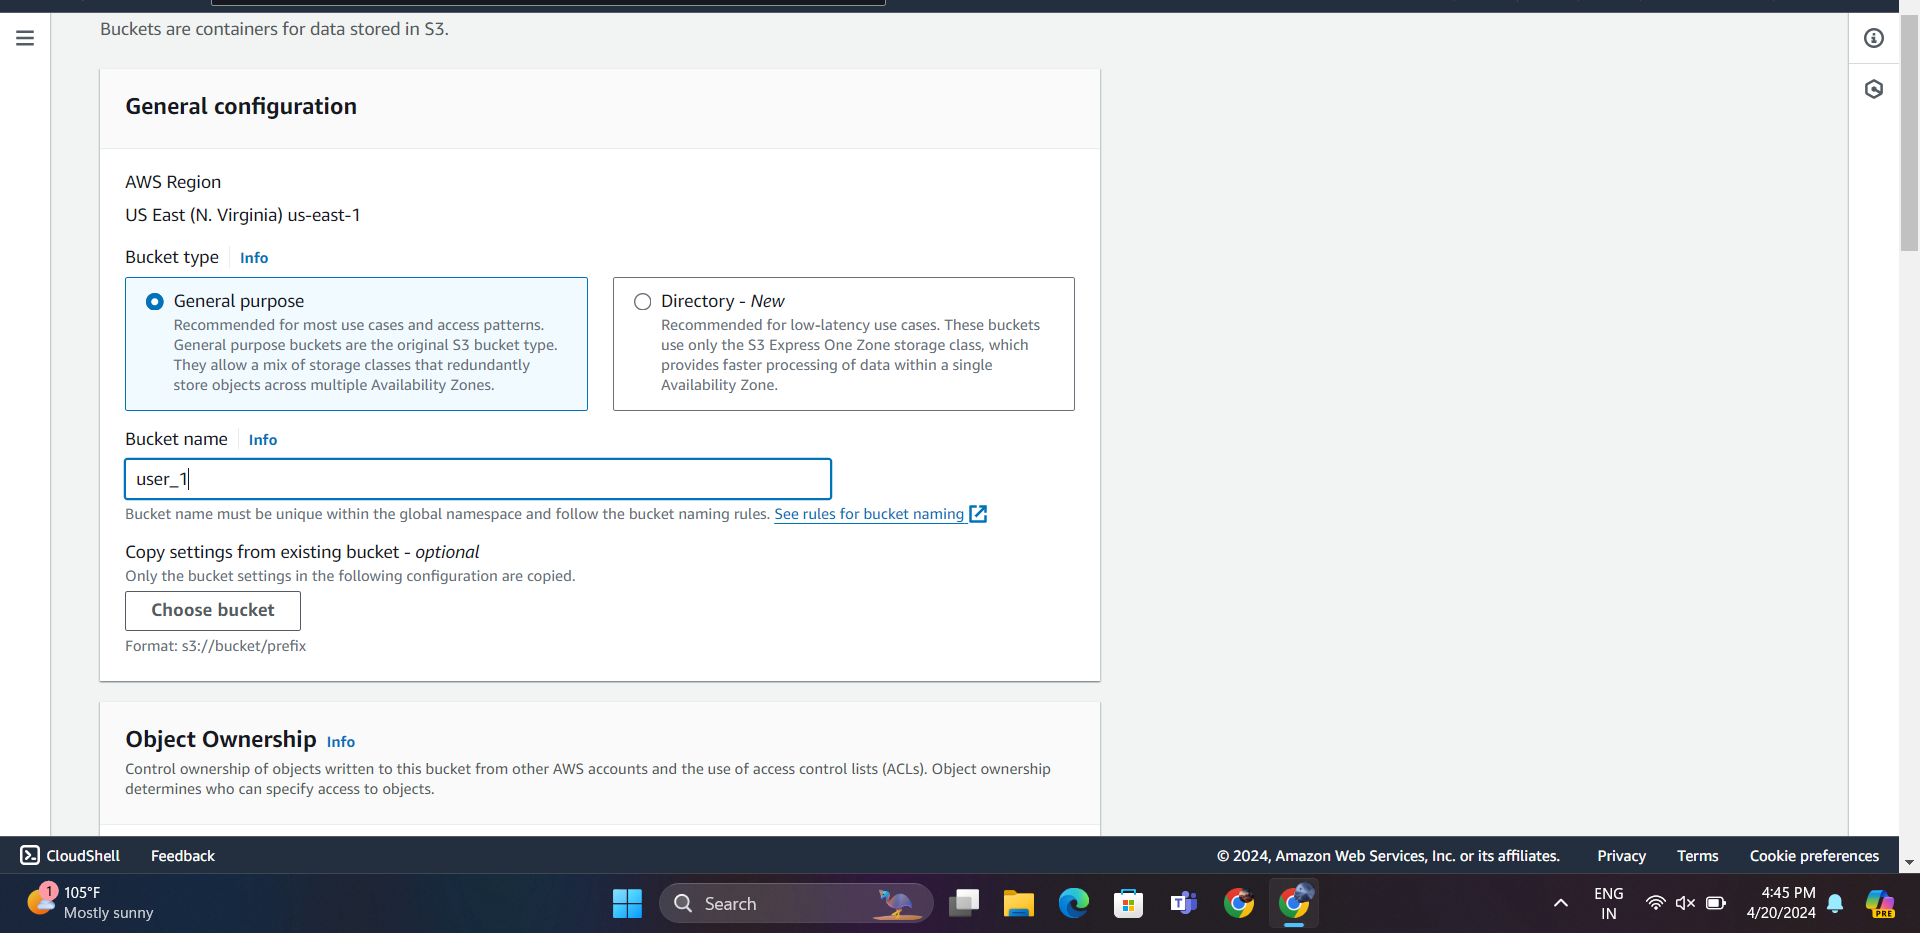 Buckets are containers for data stored in S3.
General configuration
AWS Region
US East (N. Virginia) us-east-1
Bucket type Info
General purpose
Recommended for most use cases and access patterns.
General purpose buckets are the original S3 bucket type.
They allow a mix of storage classes that redundantly
store objects across multiple Availability Zones.
Directory - New
Recommended for low-latency use cases. These buckets
use only the S3 Express One Zone storage class, which
provides faster processing of data within a single
Availability Zone.
Bucket name Info
user_1
Bucket name must be unique within the global namespace and follow the bucket naming rules. See rules for bucket naming
Copy settings from existing bucket - optional
Only the bucket settings in the following configuration are copied.
Choose bucket
Format: s3://bucket/prefix
Object Ownership Info
Control ownership of objects written to this bucket from other AWS accounts and the use of access control lists (ACLs). Object ownership
determines who can specify access to objects.
CloudShell Feedback © 2024, Amazon Web Services, Inc. or its affiliates. Privacy Terms Cookie preferences
1
105°F
Mostly sunny
Search
ENG
IN
4:45 PM
4/20/2024
PRE